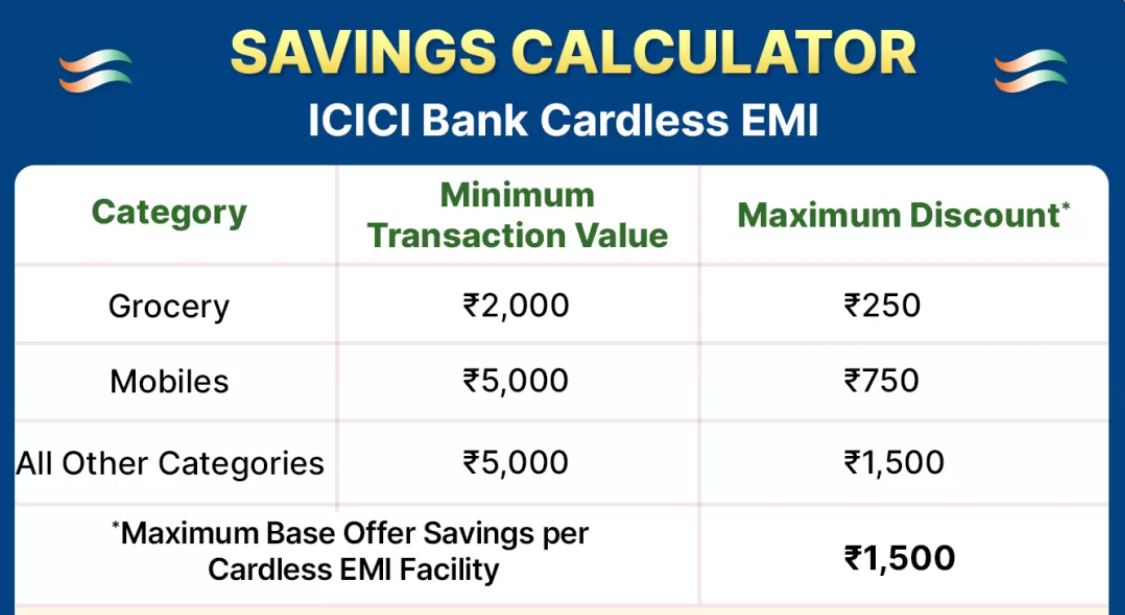 SAVINGS CALCULATOR
ICICI Bank Cardless EMI
Category
Minimum
Transaction Value
Maximum Discount*
Grocery
₹2,000
₹250
Mobiles
₹5,000
₹750
All Other Categories
₹5,000
₹1,500
*Maximum Base Offer Savings per
Cardless EMI Facility
₹1,500